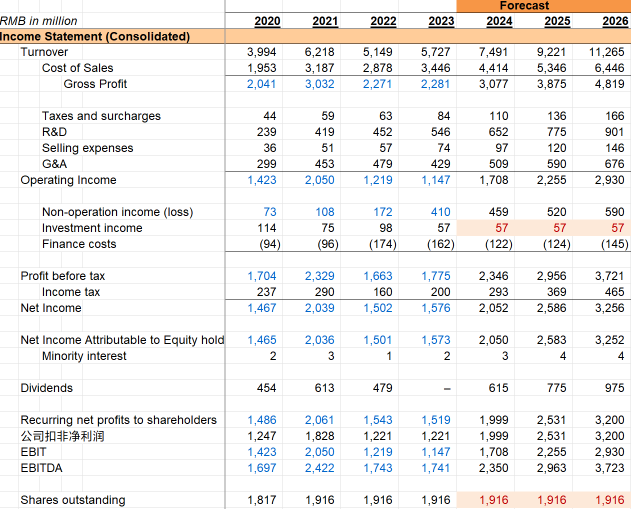 Forecast
RMB in million 2020 2021 2022 2023 2024 2025 2026
Income Statement (Consolidated)
Turnover 3,994 6,218 5,149 5,727 7,491 9,221 11,265
Cost of Sales 1,953 3,187 2,878 3,446 4,414 5,346 6,446
Gross Profit 2,041 3,032 2,271 2,281 3,077 3,875 4,819
Taxes and surcharges 44 59 63 84 110 136 166
R&D 239 419 452 546 652 775 901
Selling expenses 36 51 57 74 97 120 146
G&A 299 453 479 429 509 590 676
Operating Income 1,423 2,050 1,219 1,147 1,708 2,255 2,930
Non-operation income (loss) 73 108 172 410 459 520 590
Investment income 114 75 98 57 57 57 57
Finance costs (94) (96) (174) (162) (122) (124) (145)
Profit before tax 1,704 2,329 1,663 1,775 2,346 2,956 3,721
Income tax 237 290 160 200 293 369 465
Net Income 1,467 2,039 1,502 1,576 2,052 2,586 3,256
Net Income Attributable to Equity hold 1,465 2,036 1,501 1,573 2,050 2,583 3,252
Minority interest 2 3 1 2 3 4 4
Dividends 454 613 479 – 615 775 975
Recurring net profits to shareholders 1,486 2,061 1,543 1,519 1,999 2,531 3,200
公司扣非净利润 1,247 1,828 1,221 1,221 1,999 2,531 3,200
EBIT 1,423 2,050 1,219 1,147 1,708 2,255 2,930
EBITDA 1,697 2,422 1,743 1,741 2,350 2,963 3,723
Shares outstanding 1,817 1,916 1,916 1,916 1,916 1,916 1,916